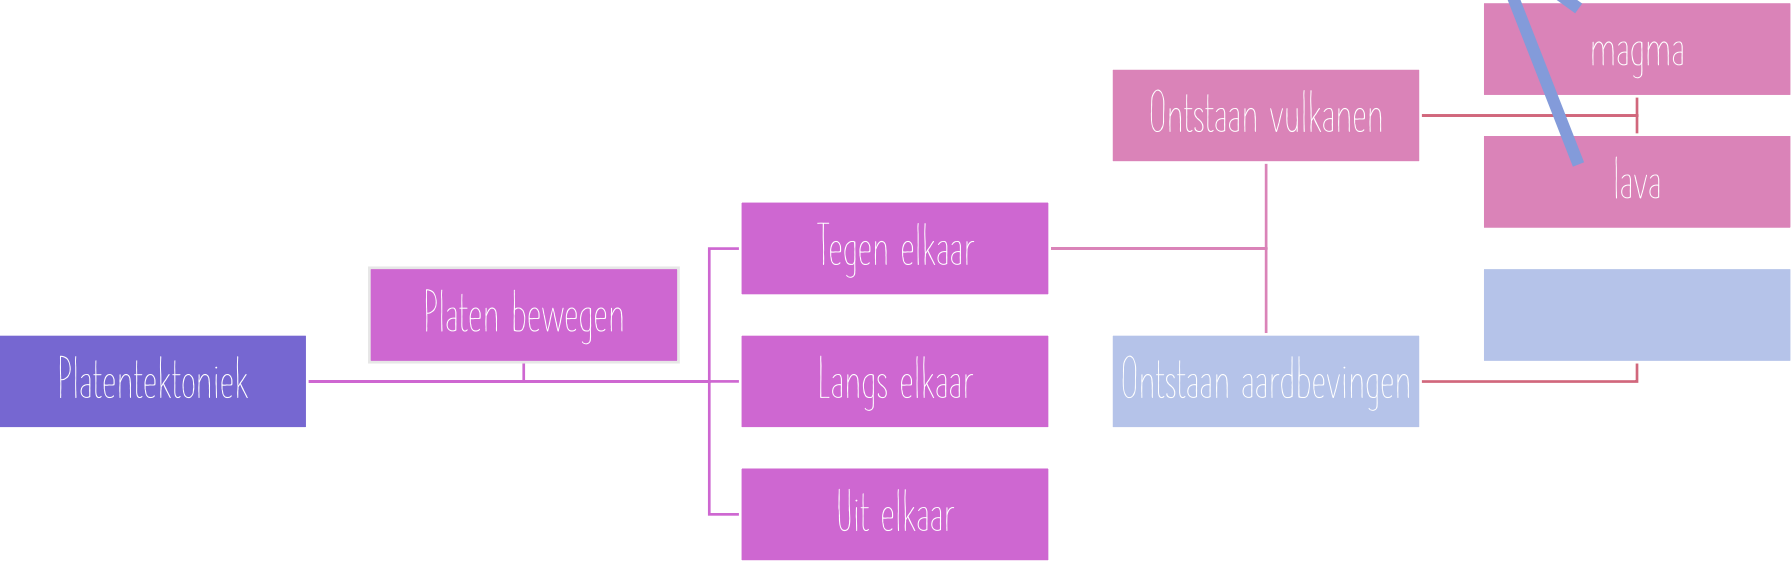 Platentektoniek
Platen bewegen
Tegen elkaar
Langs elkaar
Uit elkaar
Ontstaan vulkanen
Ontstaan aardbevingen
magma
lava